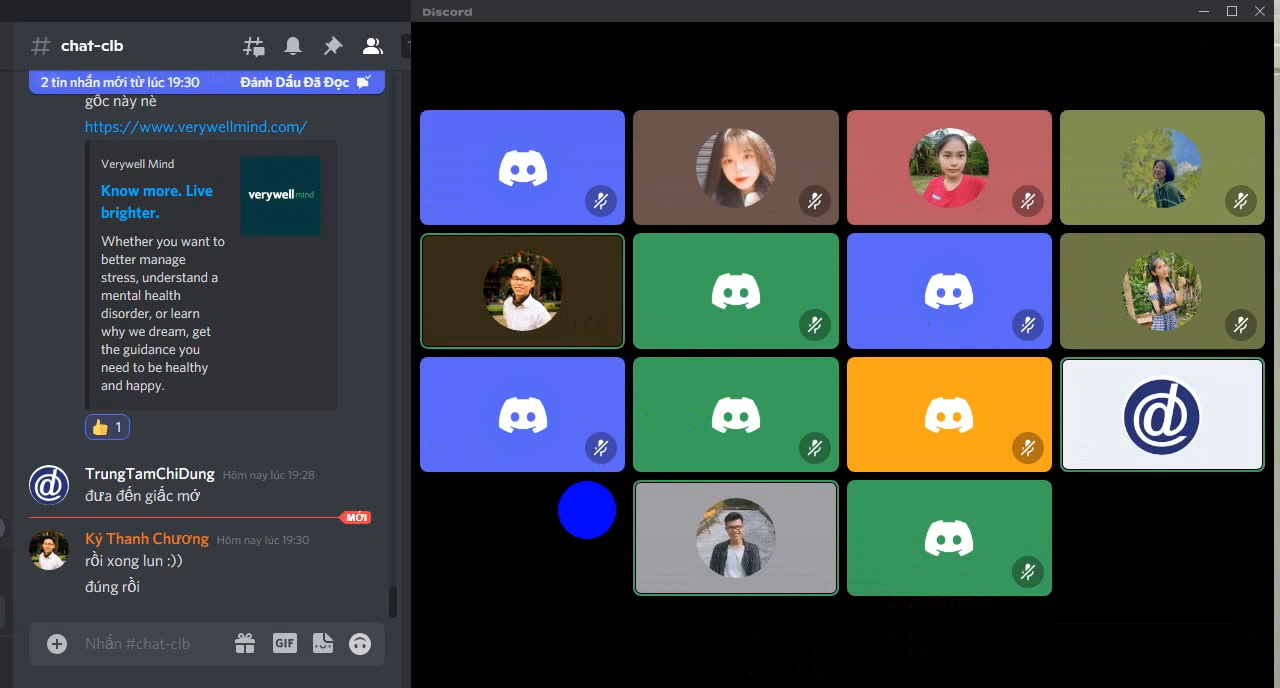 Discord
chat-clb
2 tin nhắn mới từ lúc 19:30 Đánh Dấu Đã Đọc
gốc này nè
https://www.verywellmind.com/
Verywell Mind
Know more. Live
brighter.
verywell mind
Whether you want to
better manage
stress, understand a
mental health
disorder, or learn
why we dream, get
the guidance you
need to be healthy
and happy.
👍 1
TrungTamChiDung Hôm nay lúc 19:28
đưa đến giấc mớ
MỚI
Ký Thanh Chương Hôm nay lúc 19:30
rồi xong lun :))
đúng rồi
Nhắn #chat-clb GIF